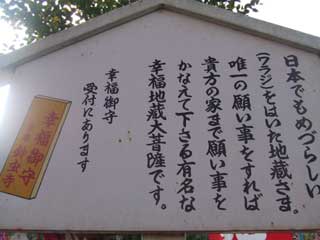 日本でもめづらしい
(ワラジ)をはいた地蔵さま。
唯一の願い事をすれば
貴方の家まで願い事を
かなえて下さる有名な
幸福地蔵大菩薩です。
幸福御守
受付にあります
幸福御守
鈴虫寺